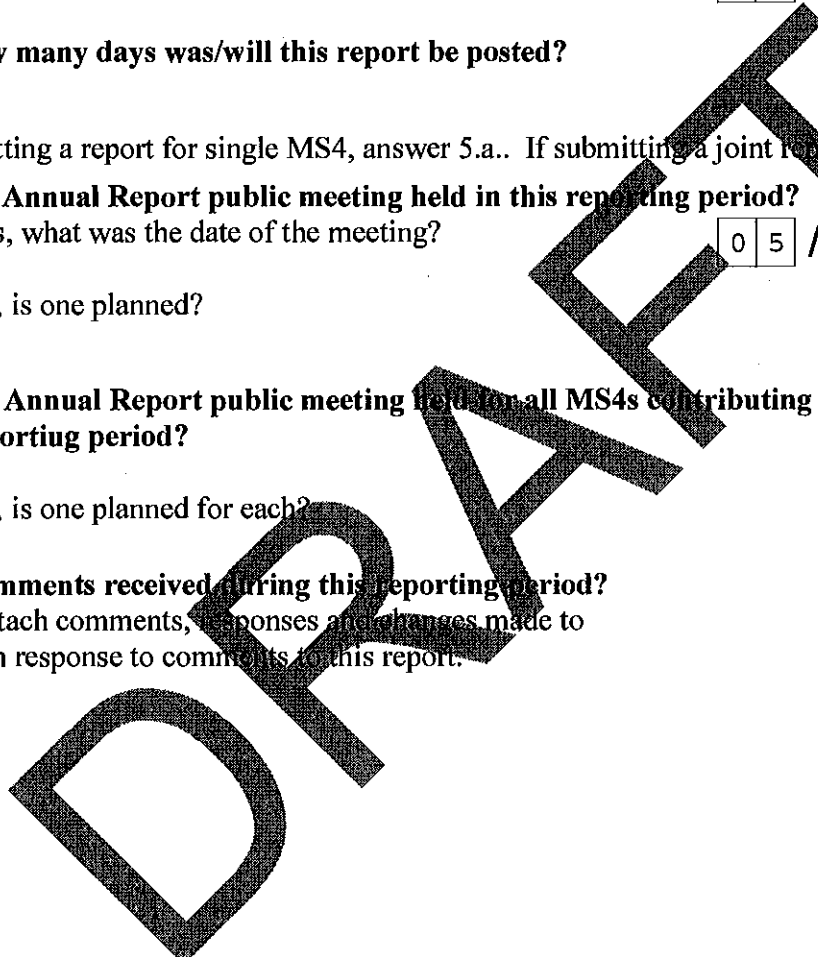 many days was/will this report be posted?
tting a report for single MS4, answer 5.a.. If submitting a joint
Annual Report public meeting held in this reporting period?
s, what was the date of the meeting?
0 5 /
, is one planned?
Annual Report public meeting held for all MS4s contributing
ortiug period?
, is one planned for each?
mments received during this reporting period?
tach comments, responses and changes made to
n response to comments to this report.
DRAFT